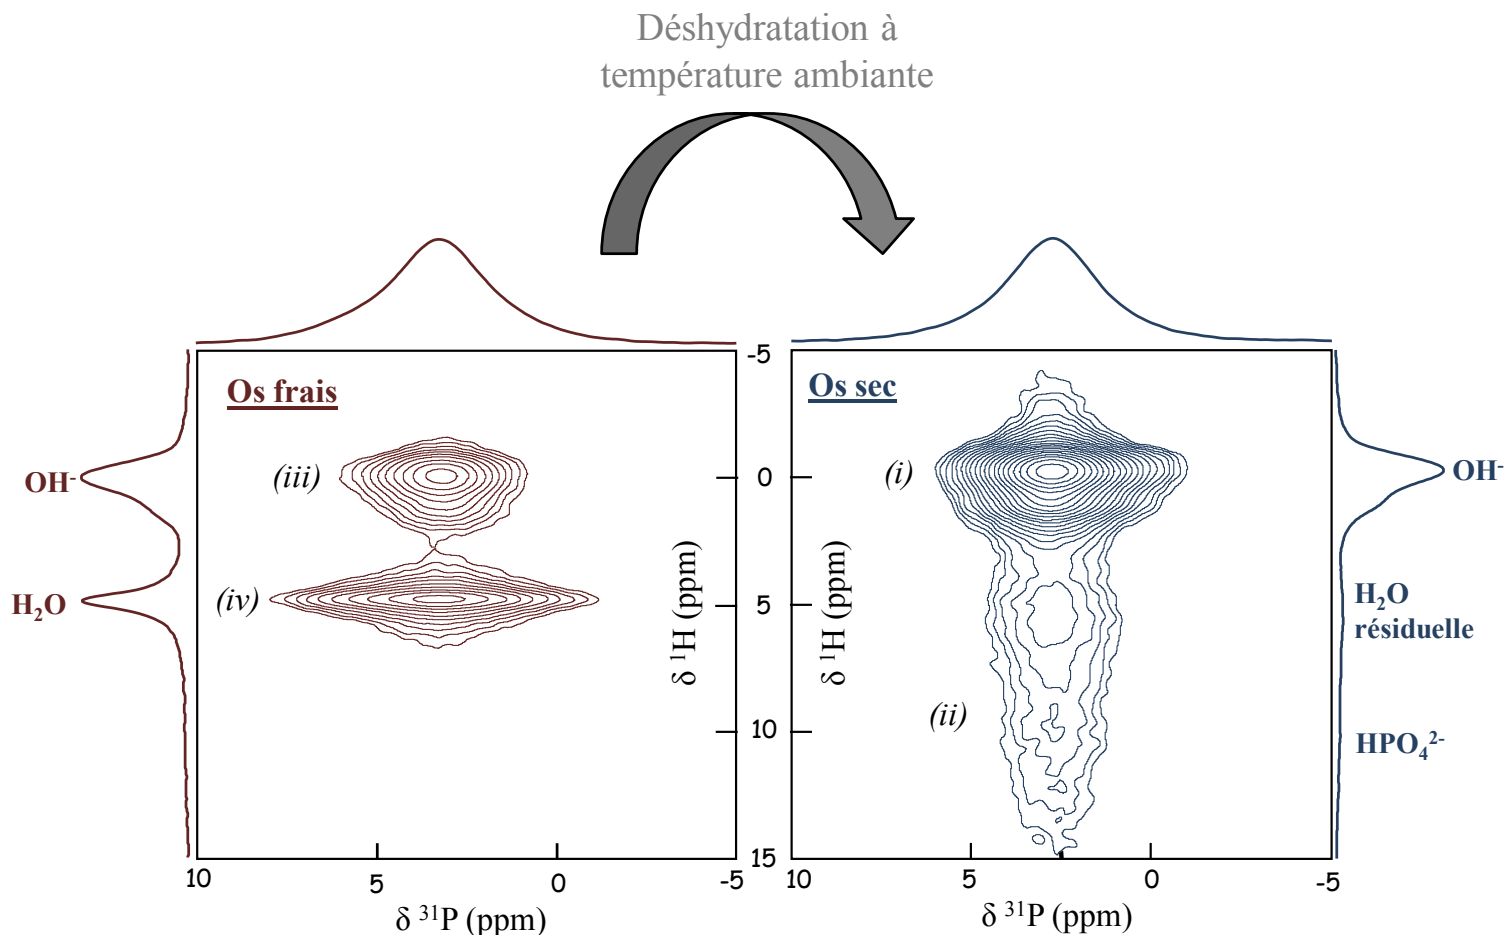 Déshydratation à
température ambiante
Os frais
(iii)
(iv)
OH⁻
H₂O
10
5
0
-5
δ ³¹P (ppm)
-5
0
5
10
15
δ ¹H (ppm)
δ ¹H (ppm)
Os sec
(i)
(ii)
OH⁻
H₂O
résiduelle
HPO₄²⁻
10
5
0
-5
δ ³¹P (ppm)